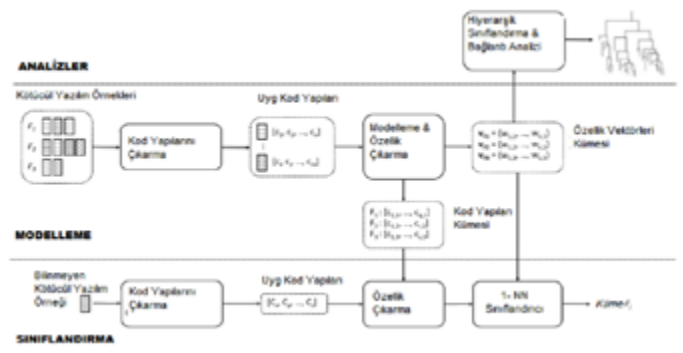 Hiyerarşik
Sınıflandırma &
Bağlantı Analizi
ANALİZLER
Kötücül Yazılım Örnekleri
Uyg Kod Yapıları
Kod Yapılarını
Çıkarma
Modelleme &
Özellik
Çıkarma
Özellik Vektörleri
Kümesi
Kod Yapıları
Kümesi
MODELLEME
Bilinmeyen
Kötücül Yazılım
Örneği
Kod Yapılarını
Çıkarma
Uyg Kod Yapıları
Özellik
Çıkarma
1- NN
Sınıflandırıcı
SINIFLANDIRMA